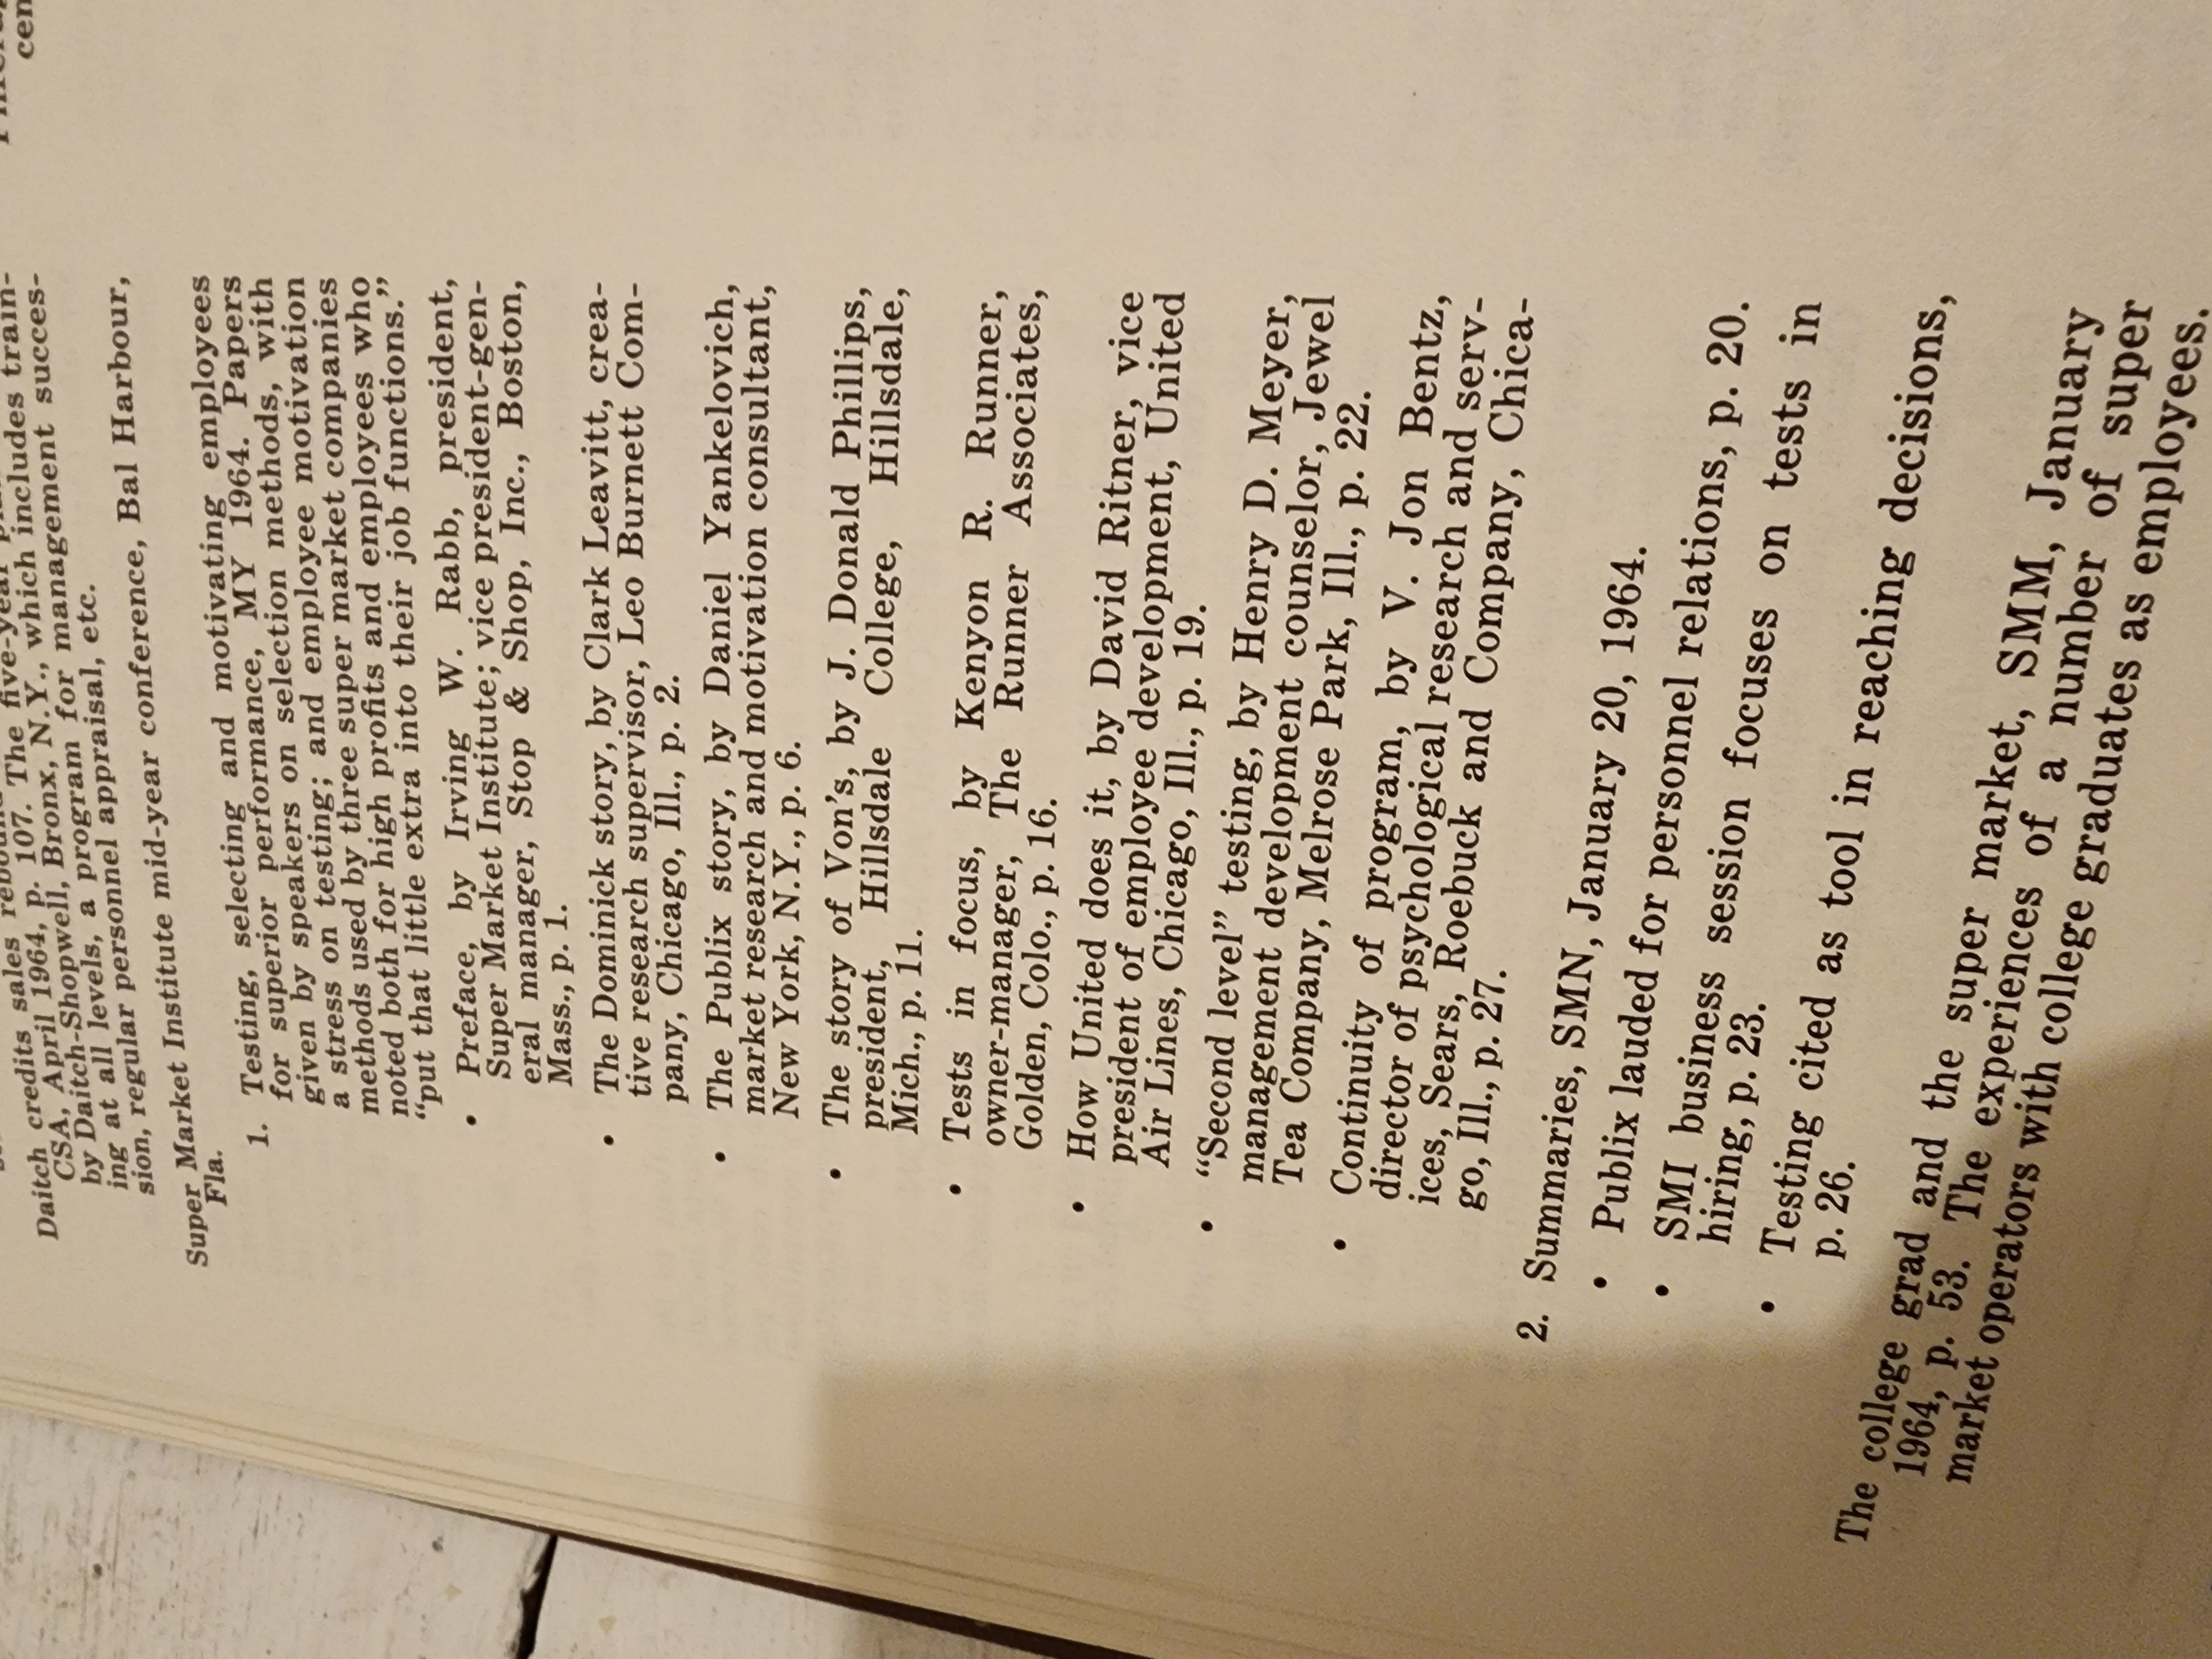 Daitch credits sales rebound
CSA, April 1964, p. 107. The five-year
by Daitch-Shopwell, Bronx, N.Y., which includes train-
ing at all levels, a program for management succes-
sion, regular personnel appraisal, etc.
Super Market Institute mid-year conference, Bal Harbour,
Fla.
1. Testing, selecting and motivating employees
for superior performance, MY 1964. Papers
given by speakers on selection methods, with
a stress on testing; and employee motivation
methods used by three super market companies
noted both for high profits and employees who
“put that little extra into their job functions.”
• Preface, by Irving W. Rabb, president,
Super Market Institute; vice president-gen-
eral manager, Stop & Shop, Inc., Boston,
Mass., p. 1.
• The Dominick story, by Clark Leavitt, crea-
tive research supervisor, Leo Burnett Com-
pany, Chicago, Ill., p. 2.
• The Publix story, by Daniel Yankelovich,
market research and motivation consultant,
New York, N.Y., p. 6.
• The story of Von's, by J. Donald Phillips,
president, Hillsdale College, Hillsdale,
Mich., p. 11.
• Tests in focus, by Kenyon R. Runner,
owner-manager, The Runner Associates,
Golden, Colo., p. 16.
• How United does it, by David Ritner, vice
president of employee development, United
Air Lines, Chicago, Ill., p. 19.
• “Second level” testing, by Henry D. Meyer,
management development counselor, Jewel
Tea Company, Melrose Park, Ill., p. 22.
• Continuity of program, by V. Jon Bentz,
director of psychological research and serv-
ices, Sears, Roebuck and Company, Chica-
go, Ill., p. 27.
2. Summaries, SMN, January 20, 1964.
• Publix lauded for personnel relations, p. 20.
• SMI business session focuses on tests in
hiring, p. 23.
• Testing cited as tool in reaching decisions,
p. 26.
The college grad and the super market, SMM, January
1964, p. 53. The experiences of a number of super
market operators with college graduates as employees.